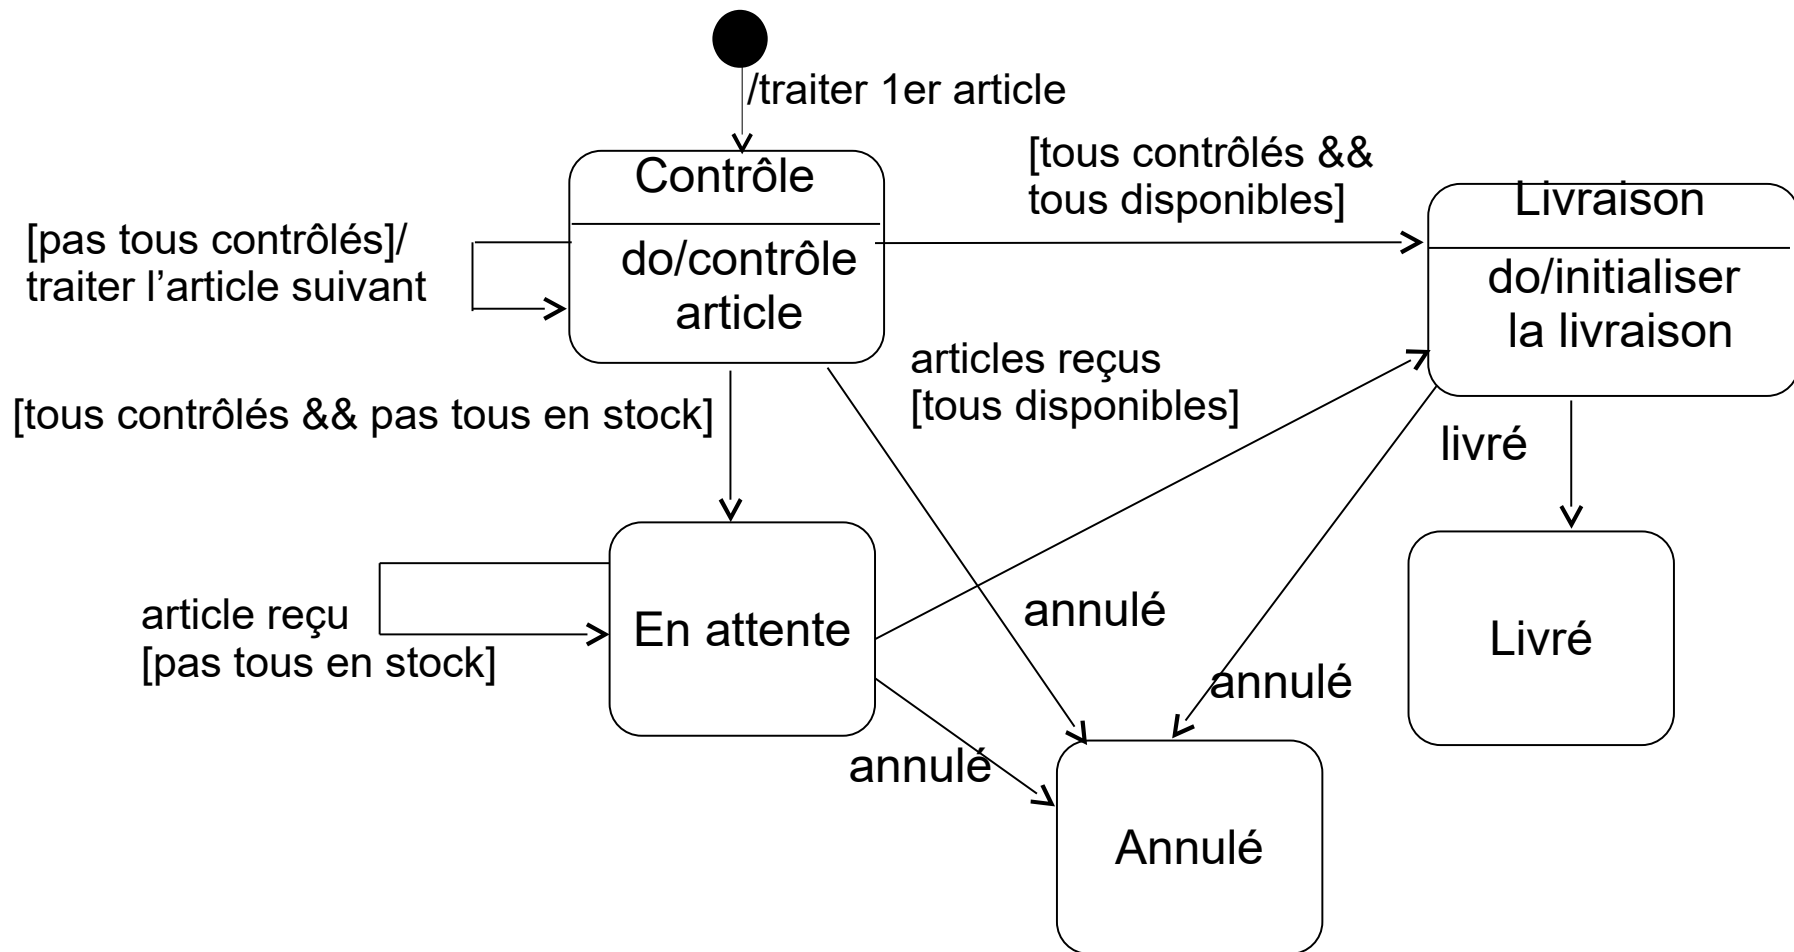 /traiter 1er article
[tous contrôlés &&
tous disponibles]
Contrôle
Livraison
[pas tous contrôlés]/
traiter l’article suivant
do/contrôle
article
do/initialiser
la livraison
articles reçus
[tous disponibles]
[tous contrôlés && pas tous en stock]
livré
article reçu
[pas tous en stock]
En attente
annulé
Livré
annulé
annulé
Annulé